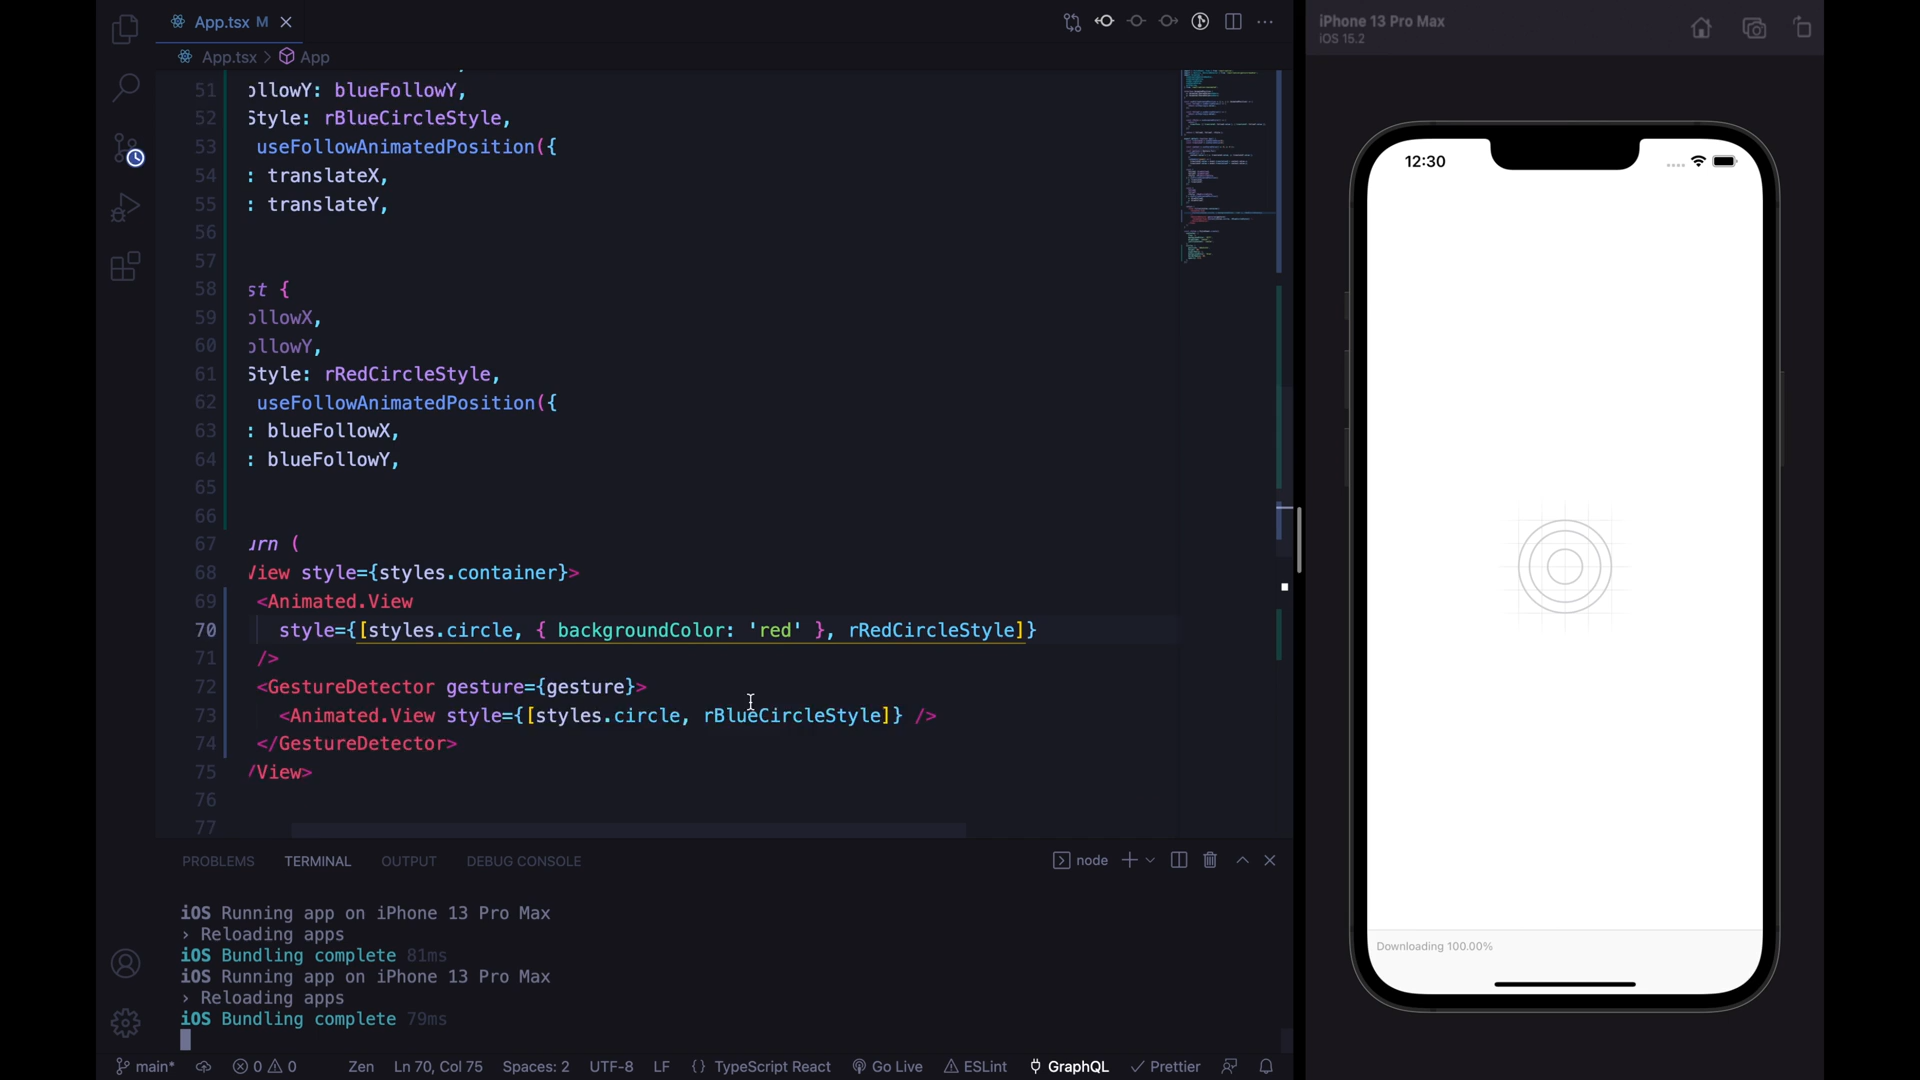 App.tsx M
App.tsx > App
51 ollowY: blueFollowY,
52 Style: rBlueCircleStyle,
53 useFollowAnimatedPosition({
54 : translateX,
55 : translateY,
56
57
58 st {
59 ollowX,
60 ollowY,
61 Style: rRedCircleStyle,
62 useFollowAnimatedPosition({
63 : blueFollowX,
64 : blueFollowY,
65
66
67 urn (
68 View style={styles.container}>
69 <Animated.View
70 style={[styles.circle, { backgroundColor: 'red' }, rRedCircleStyle]}
71 />
72 <GestureDetector gesture={gesture}>
73 <Animated.View style={[styles.circle, rBlueCircleStyle]} />
74 </GestureDetector>
75 /View>
76
77
PROBLEMS TERMINAL OUTPUT DEBUG CONSOLE node
iOS Running app on iPhone 13 Pro Max
› Reloading apps
iOS Bundling complete 81ms
iOS Running app on iPhone 13 Pro Max
› Reloading apps
iOS Bundling complete 79ms
main* 0 0 Zen Ln 70, Col 75 Spaces: 2 UTF-8 LF {} TypeScript React Go Live ESLint GraphQL Prettier
iPhone 13 Pro Max
iOS 15.2
12:30
Downloading 100.00%